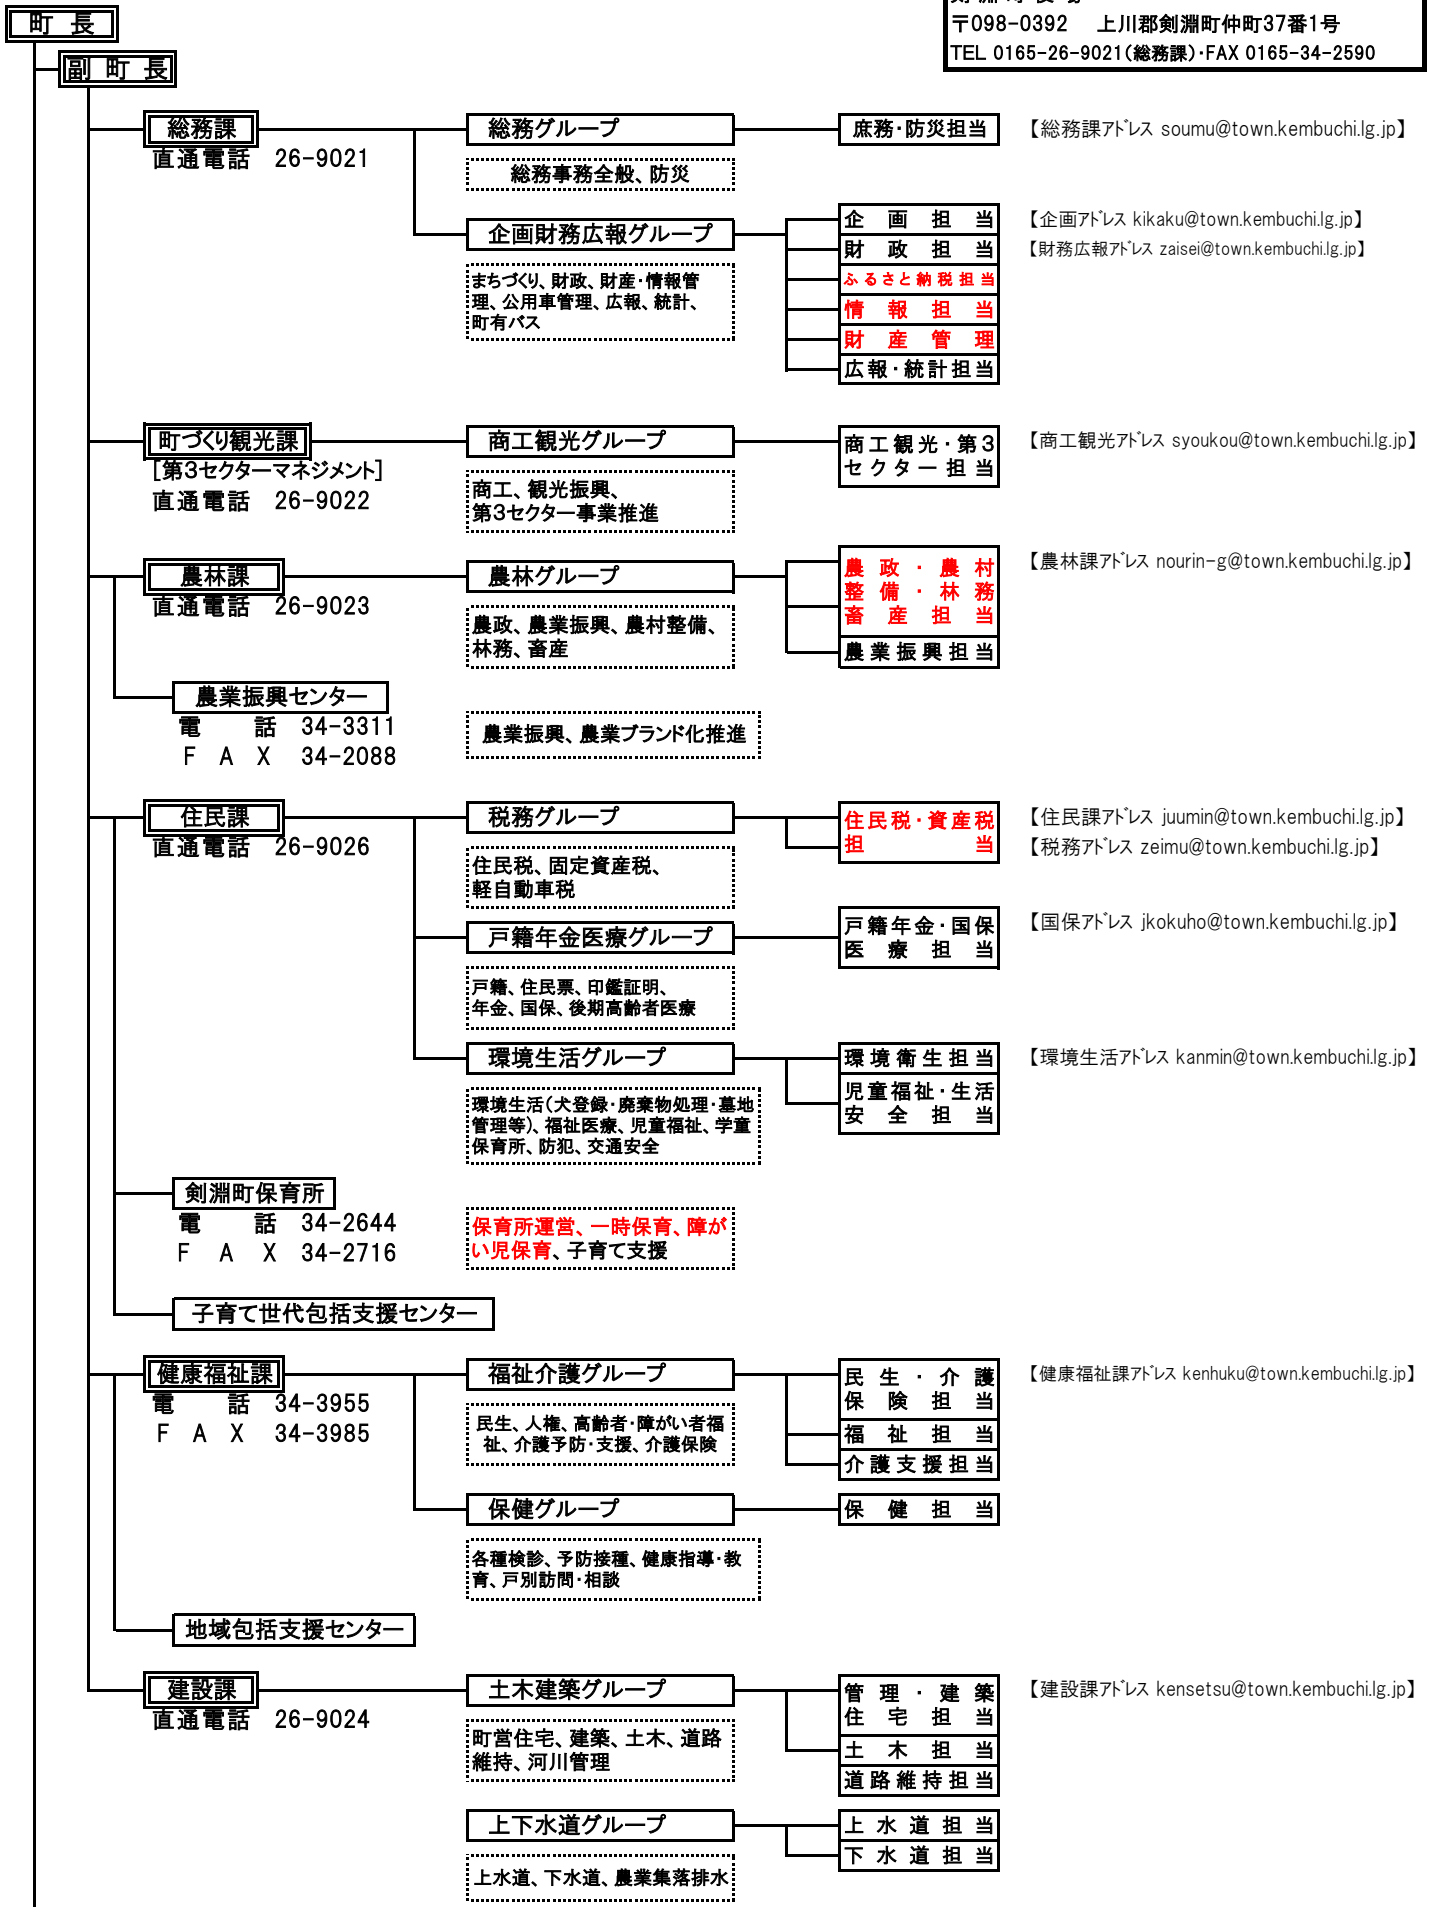 町長
〒098-0392　上川郡剣淵町仲町37番1号
TEL 0165-26-9021(総務課)・FAX 0165-34-2590
副町長
総務課
直通電話　26-9021
総務グループ
庶務・防災担当
【総務課アドレス soumu@town.kembuchi.lg.jp】
総務事務全般、防災
企画財務広報グループ
企画担当
【企画アドレス kikaku@town.kembuchi.lg.jp】
財政担当
【財務広報アドレス zaisei@town.kembuchi.lg.jp】
ふるさと納税担当
情報担当
財産管理
広報・統計担当
まちづくり、財政、財産・情報管
理、公用車管理、広報、統計、
町有バス
町づくり観光課
[第3セクターマネジメント]
直通電話　26-9022
商工観光グループ
商工観光・第3
セクター担当
【商工観光アドレス syoukou@town.kembuchi.lg.jp】
商工、観光振興、
第3セクター事業推進
農林課
直通電話　26-9023
農林グループ
農政・農村
整備・林務
畜産担当
農業振興担当
【農林課アドレス nourin-g@town.kembuchi.lg.jp】
農政、農業振興、農村整備、
林務、畜産
農業振興センター
電話　34-3311
FAX　34-2088
農業振興、農業ブランド化推進
住民課
直通電話　26-9026
税務グループ
住民税・資産税
担当
【住民課アドレス juumin@town.kembuchi.lg.jp】
【税務アドレス zeimu@town.kembuchi.lg.jp】
住民税、固定資産税、
軽自動車税
戸籍年金医療グループ
戸籍年金・国保
医療担当
【国保アドレス jkokuho@town.kembuchi.lg.jp】
戸籍、住民票、印鑑証明、
年金、国保、後期高齢者医療
環境生活グループ
環境衛生担当
児童福祉・生活
安全担当
【環境生活アドレス kanmin@town.kembuchi.lg.jp】
環境生活(犬登録・廃棄物処理・墓地
管理等)、福祉医療、児童福祉、学童
保育所、防犯、交通安全
剣淵町保育所
電話　34-2644
FAX　34-2716
保育所運営、一時保育、障が
い児保育、子育て支援
子育て世代包括支援センター
健康福祉課
電話　34-3955
FAX　34-3985
福祉介護グループ
民生・介護
保険担当
福祉担当
介護支援担当
【健康福祉課アドレス kenhuku@town.kembuchi.lg.jp】
民生、人権、高齢者・障がい者福
祉、介護予防・支援、介護保険
保健グループ
保健担当
各種検診、予防接種、健康指導・教
育、戸別訪問・相談
地域包括支援センター
建設課
直通電話　26-9024
土木建築グループ
管理・建築
住宅担当
土木担当
道路維持担当
【建設課アドレス kensetsu@town.kembuchi.lg.jp】
町営住宅、建築、土木、道路
維持、河川管理
上下水道グループ
上水道担当
下水道担当
上水道、下水道、農業集落排水